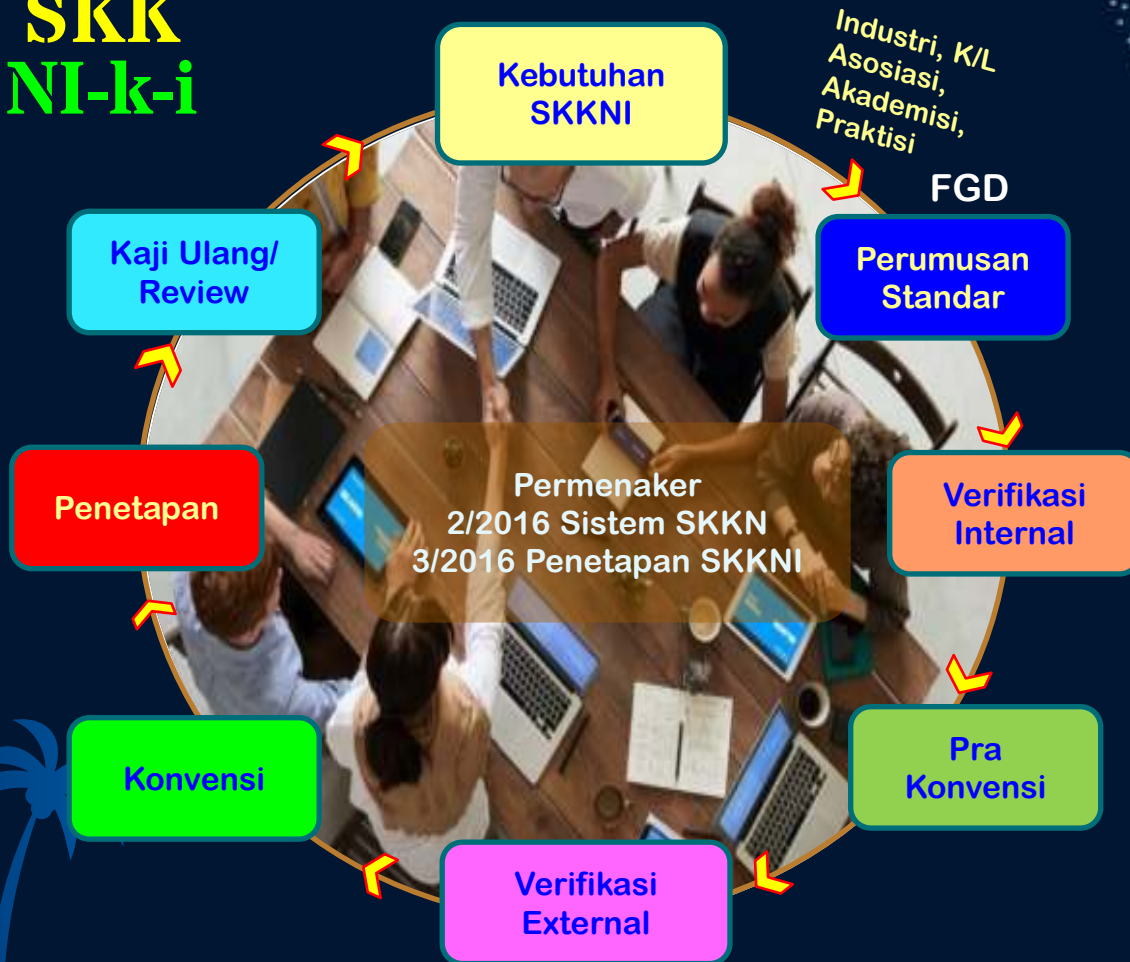 SKK
NI-k-i
Kebutuhan
SKKNI
Industri, K/L
Asosiasi,
Akademisi,
Praktisi
FGD
Perumusan
Standar
Kaji Ulang/
Review
Permenaker
2/2016 Sistem SKKN
3/2016 Penetapan SKKNI
Verifikasi
Internal
Penetapan
Pra
Konvensi
Konvensi
Verifikasi
External